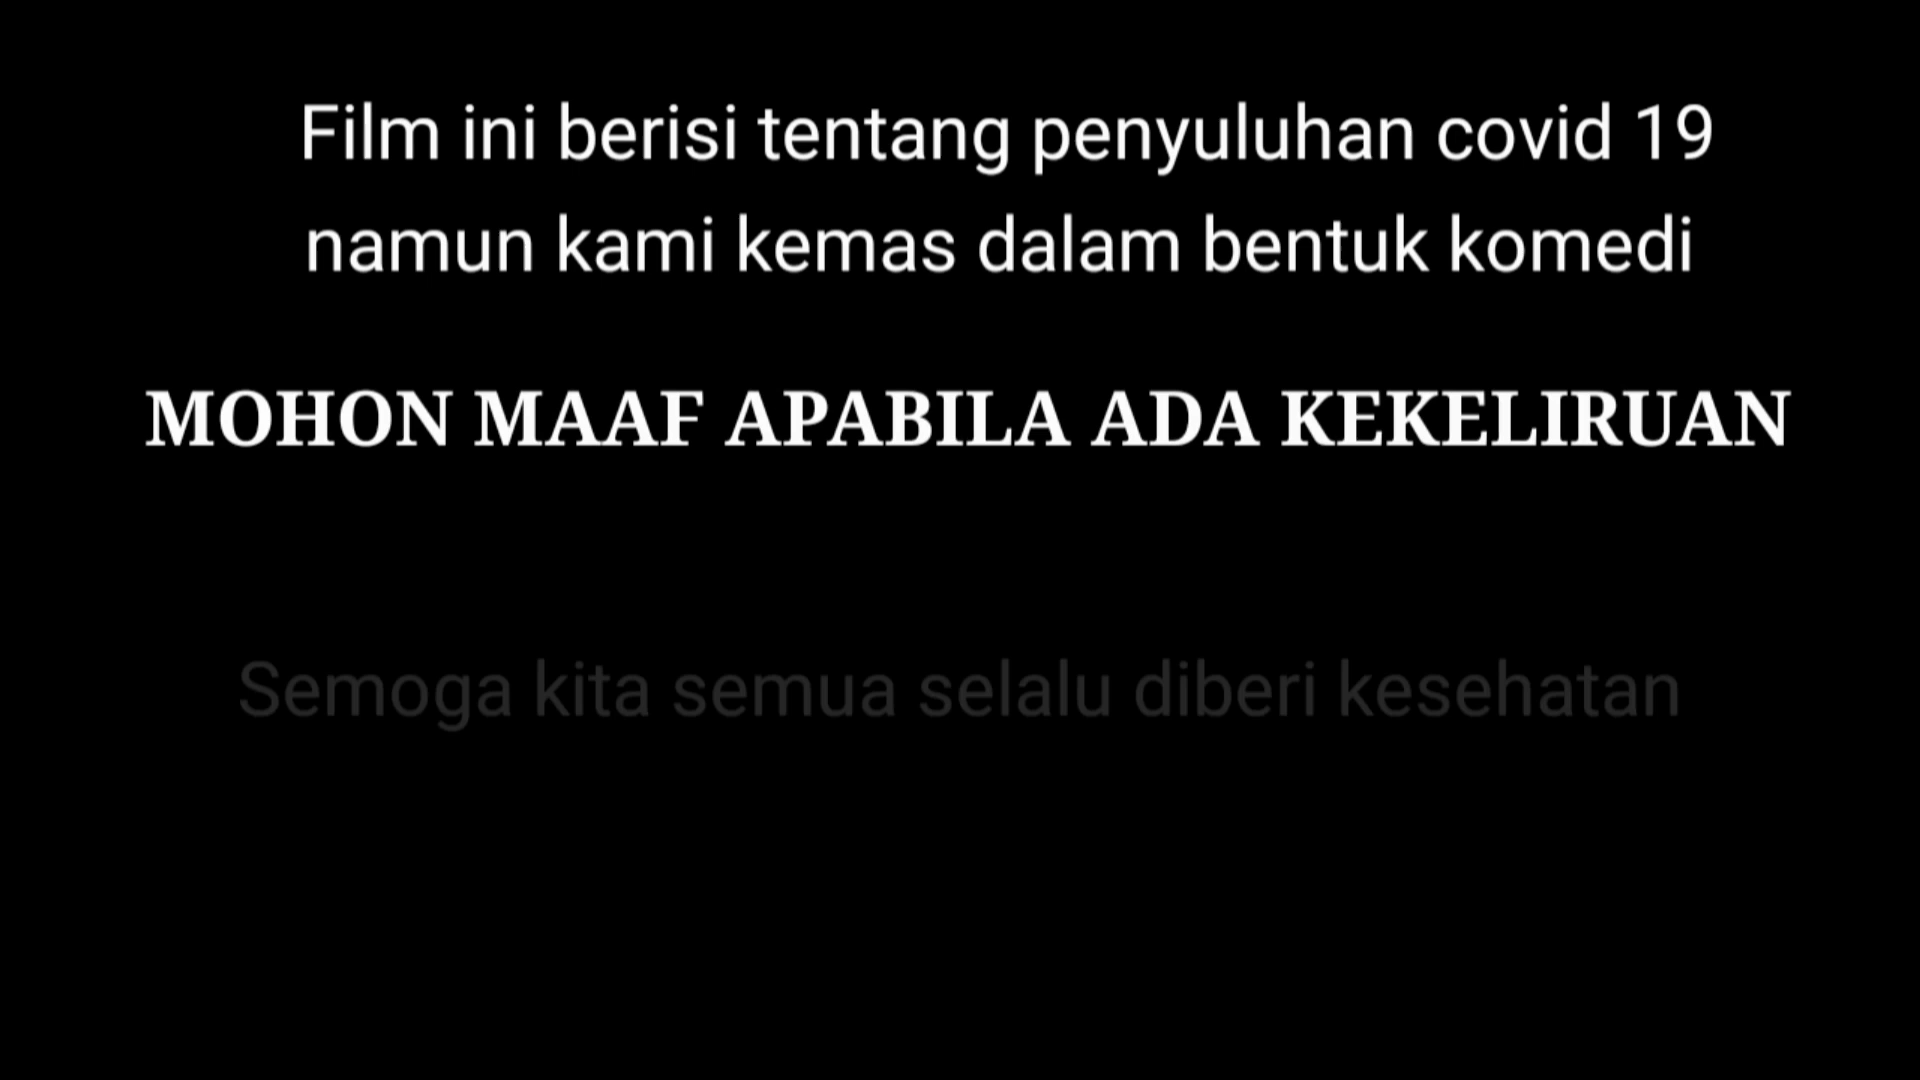 Film ini berisi tentang penyuluhan covid 19
namun kami kemas dalam bentuk komedi
MOHON MAAF APABILA ADA KEKELIRUAN
Semoga kita semua selalu diberi kesehatan